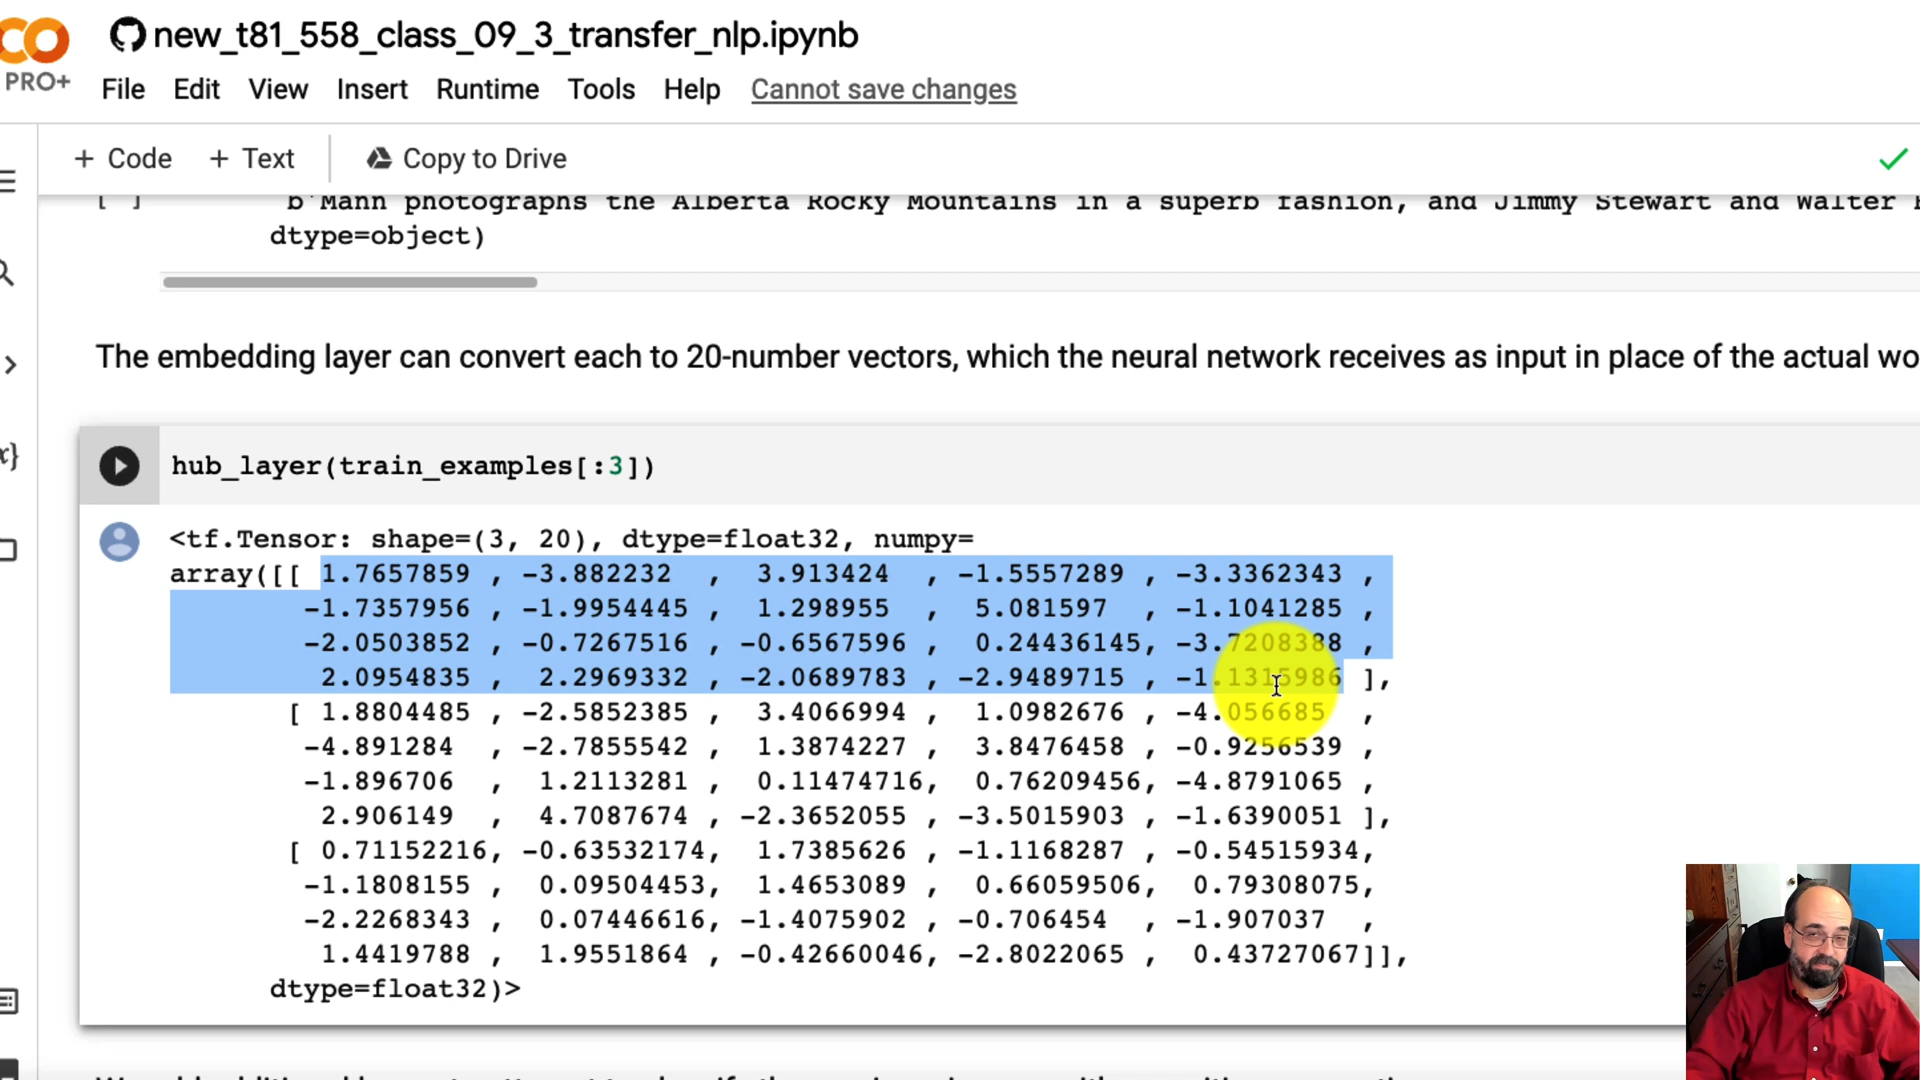 new_t81_558_class_09_3_transfer_nlp.ipynb
PRO+
File Edit View Insert Runtime Tools Help Cannot save changes
+ Code + Text Copy to Drive
[ ] b'Mann photographs the Alberta Rocky Mountains in a superb fashion, and Jimmy Stewart and Walter
dtype=object)
The embedding layer can convert each to 20-number vectors, which the neural network receives as input in place of the actual wo
hub_layer(train_examples[:3])
<tf.Tensor: shape=(3, 20), dtype=float32, numpy=
array([[ 1.7657859 , -3.882232 , 3.913424 , -1.5557289 , -3.3362343 ,
-1.7357956 , -1.9954445 , 1.298955 , 5.081597 , -1.1041285 ,
-2.0503852 , -0.7267516 , -0.6567596 , 0.24436145, -3.7208388 ,
2.0954835 , 2.2969332 , -2.0689783 , -2.9489715 , -1.1315986 ],
[ 1.8804485 , -2.5852385 , 3.4066994 , 1.0982676 , -4.056685 ,
-4.891284 , -2.7855542 , 1.3874227 , 3.8476458 , -0.9256539 ,
-1.896706 , 1.2113281 , 0.11474716, 0.76209456, -4.8791065 ,
2.906149 , 4.7087674 , -2.3652055 , -3.5015903 , -1.6390051 ],
[ 0.71152216, -0.63532174, 1.7385626 , -1.1168287 , -0.54515934,
-1.1808155 , 0.09504453, 1.4653089 , 0.66059506, 0.79308075,
-2.2268343 , 0.07446616, -1.4075902 , -0.706454 , -1.907037 ,
1.4419788 , 1.9551864 , -0.42660046, -2.8022065 , 0.43727067]],
dtype=float32)>